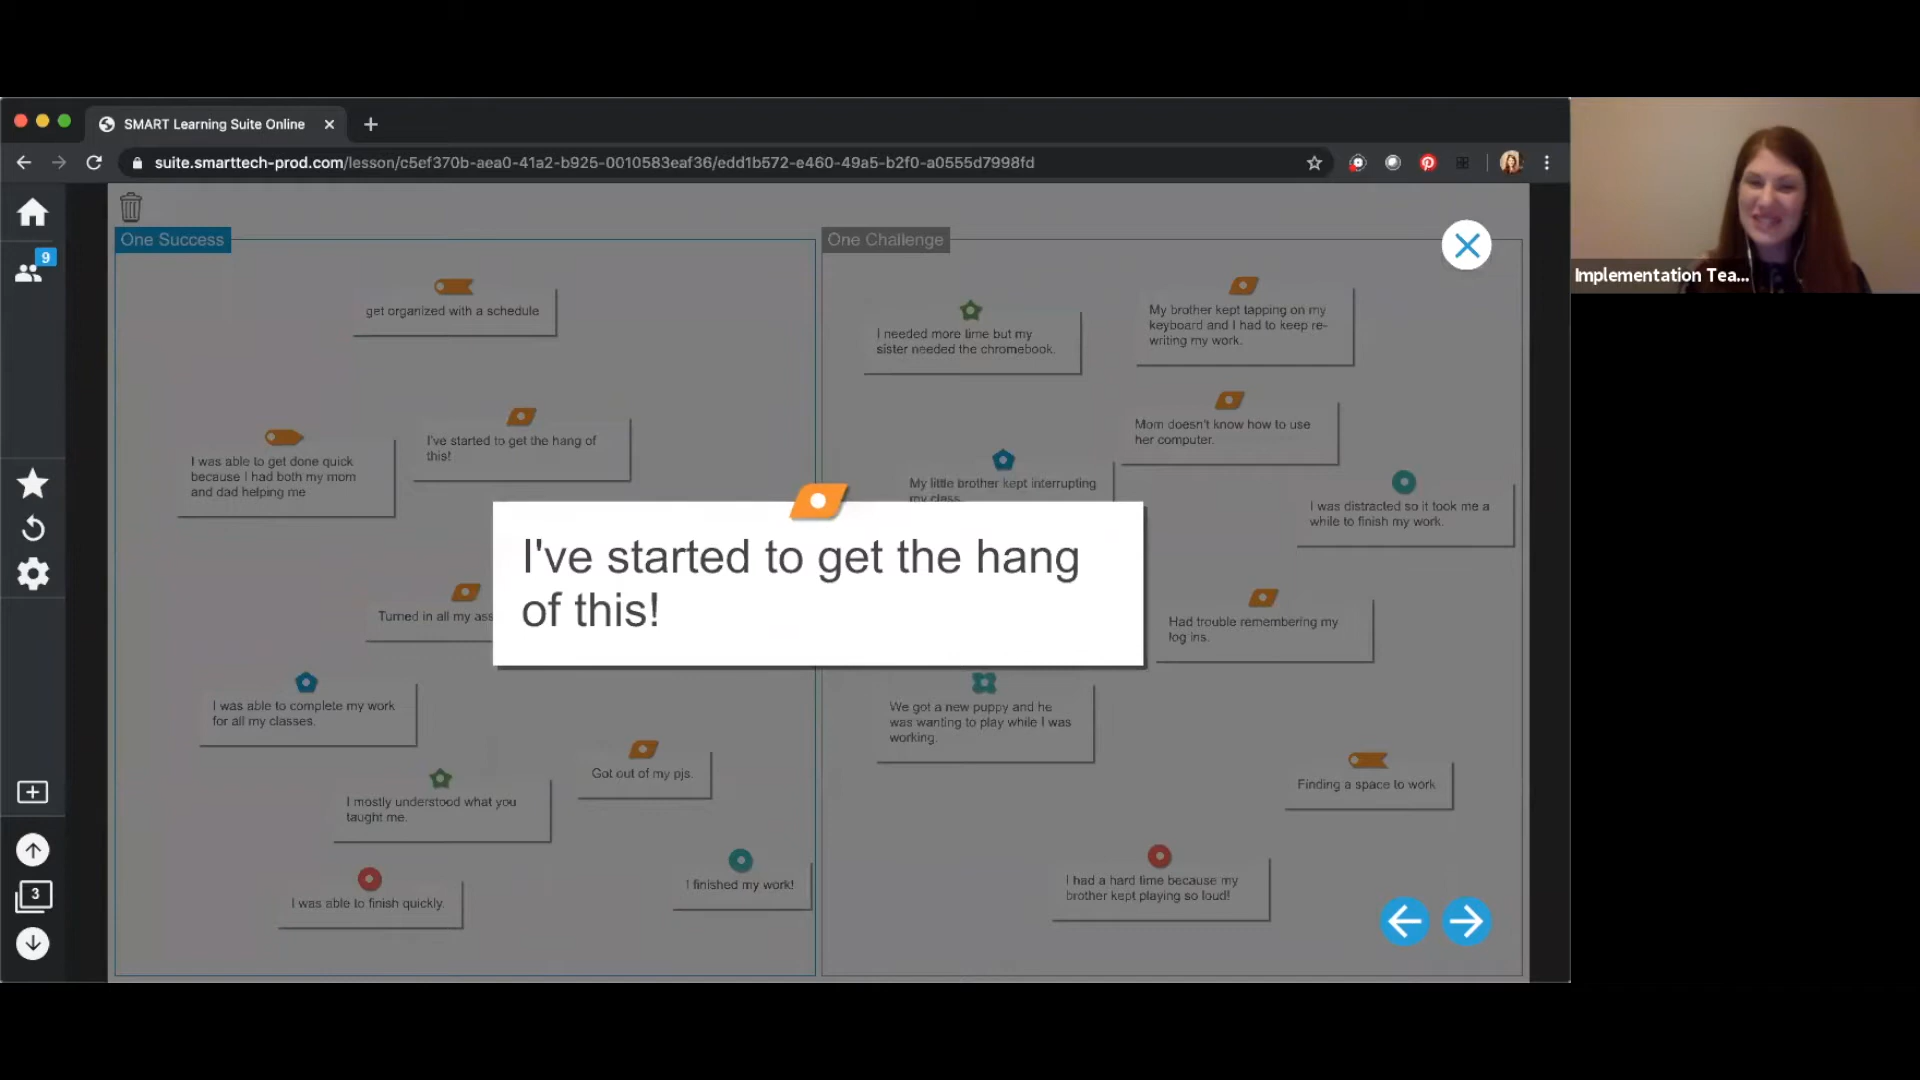 SMART Learning Suite Online
suite.smarttech-prod.com/lesson/c5ef370b-aea0-41a2-b925-0010583eaf36/edd1b572-e460-49a5-b2f0-a0555d7998fd
9
One Success
One Challenge
get organized with a schedule
I was able to get done quick
because I had both my mom
and dad helping me
I've started to get the hang of
this!
Turned in all my ass
I was able to complete my work
for all my classes.
Got out of my pjs.
I mostly understood what you
taught me.
I finished my work!
I was able to finish quickly.
I needed more time but my
sister needed the chromebook.
My brother kept tapping on my
keyboard and I had to keep re-
writing my work.
Mom doesn't know how to use
her computer.
My little brother kept interrupting
my class.
I was distracted so it took me a
while to finish my work.
I've started to get the hang
of this!
Had trouble remembering my
log ins.
We got a new puppy and he
was wanting to play while I was
working.
Finding a space to work
I had a hard time because my
brother kept playing so loud!
3
Implementation Tea...